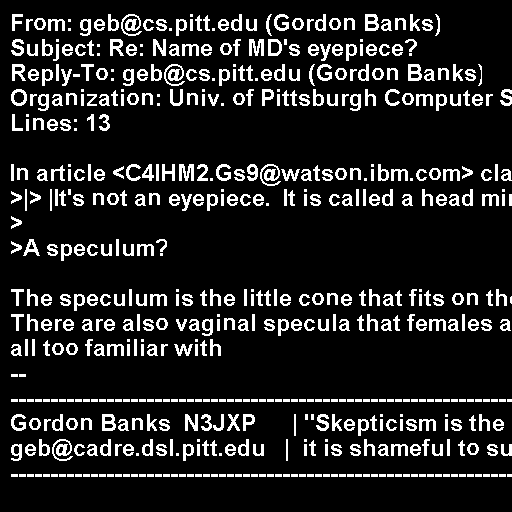 From: geb@cs.pitt.edu (Gordon Banks)
Subject: Re: Name of MD's eyepiece?
Reply-To: geb@cs.pitt.edu (Gordon Banks)
Organization: Univ. of Pittsburgh Computer S
Lines: 13

In article <C4IHM2.Gs9@watson.ibm.com> cla
>|> |It's not an eyepiece.  It is called a head mir
>
>A speculum?

The speculum is the little cone that fits on the
There are also vaginal specula that females a
all too familiar with
--
----------------------------------------------------------------------------
Gordon Banks  N3JXP      | "Skepticism is the
geb@cadre.dsl.pitt.edu   |  it is shameful to su
----------------------------------------------------------------------------